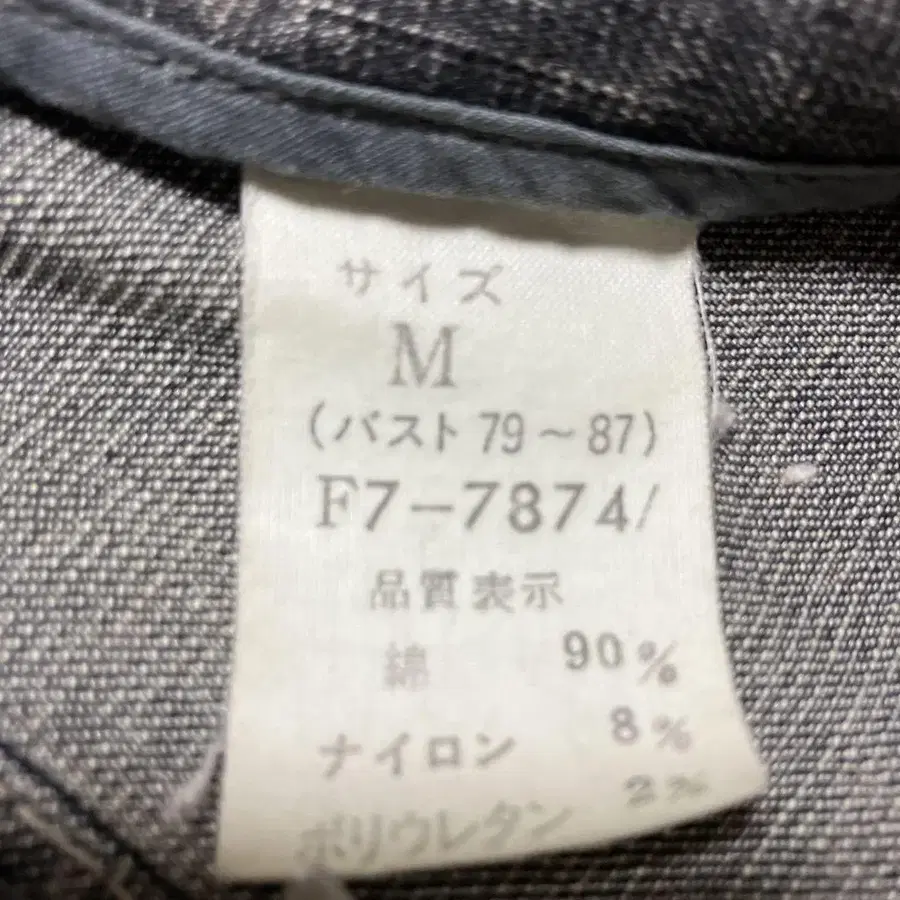 サイズ
M
(バスト 79～87)
F7-7874/
品質表示
綿 90%
ナイロン 8%
ポリウレタン 2%